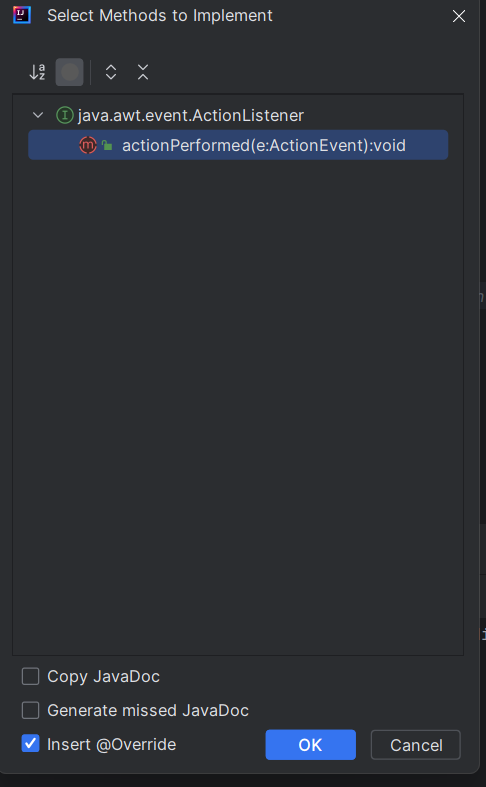 Select Methods to Implement
java.awt.event.ActionListener
actionPerformed(e:ActionEvent):void
Copy JavaDoc
Generate missed JavaDoc
Insert @Override
OK
Cancel